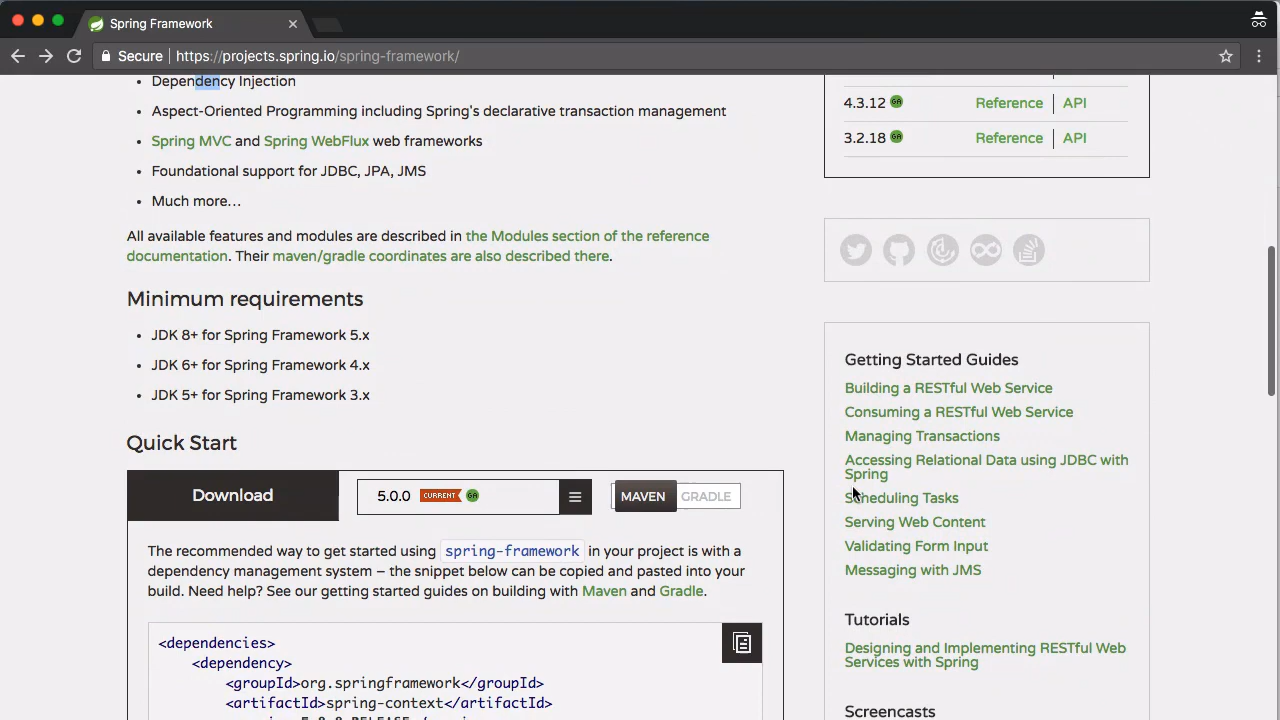 Spring Framework
Secure https://projects.spring.io/spring-framework/
Dependency Injection
Aspect-Oriented Programming including Spring's declarative transaction management
Spring MVC and Spring WebFlux web frameworks
Foundational support for JDBC, JPA, JMS
Much more…
All available features and modules are described in the Modules section of the reference
documentation. Their maven/gradle coordinates are also described there.
Minimum requirements
JDK 8+ for Spring Framework 5.x
JDK 6+ for Spring Framework 4.x
JDK 5+ for Spring Framework 3.x
Quick Start
Download
5.0.0 CURRENT GA
MAVEN GRADLE
The recommended way to get started using spring-framework in your project is with a
dependency management system – the snippet below can be copied and pasted into your
build. Need help? See our getting started guides on building with Maven and Gradle.
<dependencies>
<dependency>
<groupId>org.springframework</groupId>
<artifactId>spring-context</artifactId>
4.3.12 GA Reference | API
3.2.18 GA Reference | API
Getting Started Guides
Building a RESTful Web Service
Consuming a RESTful Web Service
Managing Transactions
Accessing Relational Data using JDBC with
Spring
Scheduling Tasks
Serving Web Content
Validating Form Input
Messaging with JMS
Tutorials
Designing and Implementing RESTful Web
Services with Spring
Screencasts